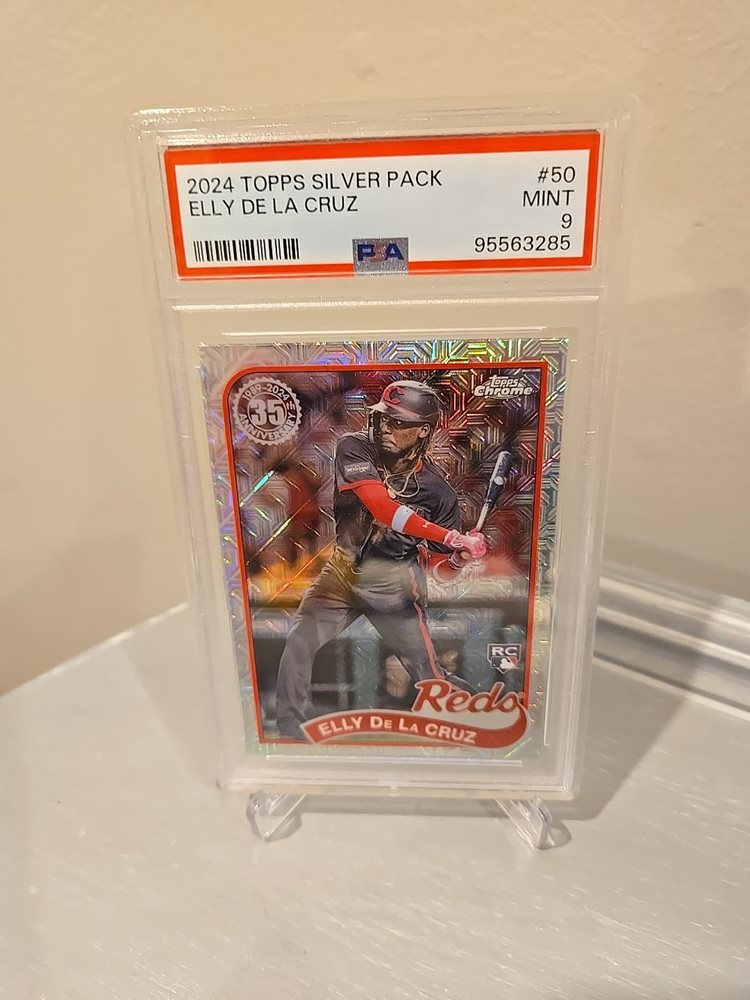 2024 TOPPS SILVER PACK #50
ELLY DE LA CRUZ MINT
9
PSA 95563285
1989-2024
35TH
ANNIVERSARY
TOPPS
Chrome
C
RC
Reds
ELLY DE LA CRUZ